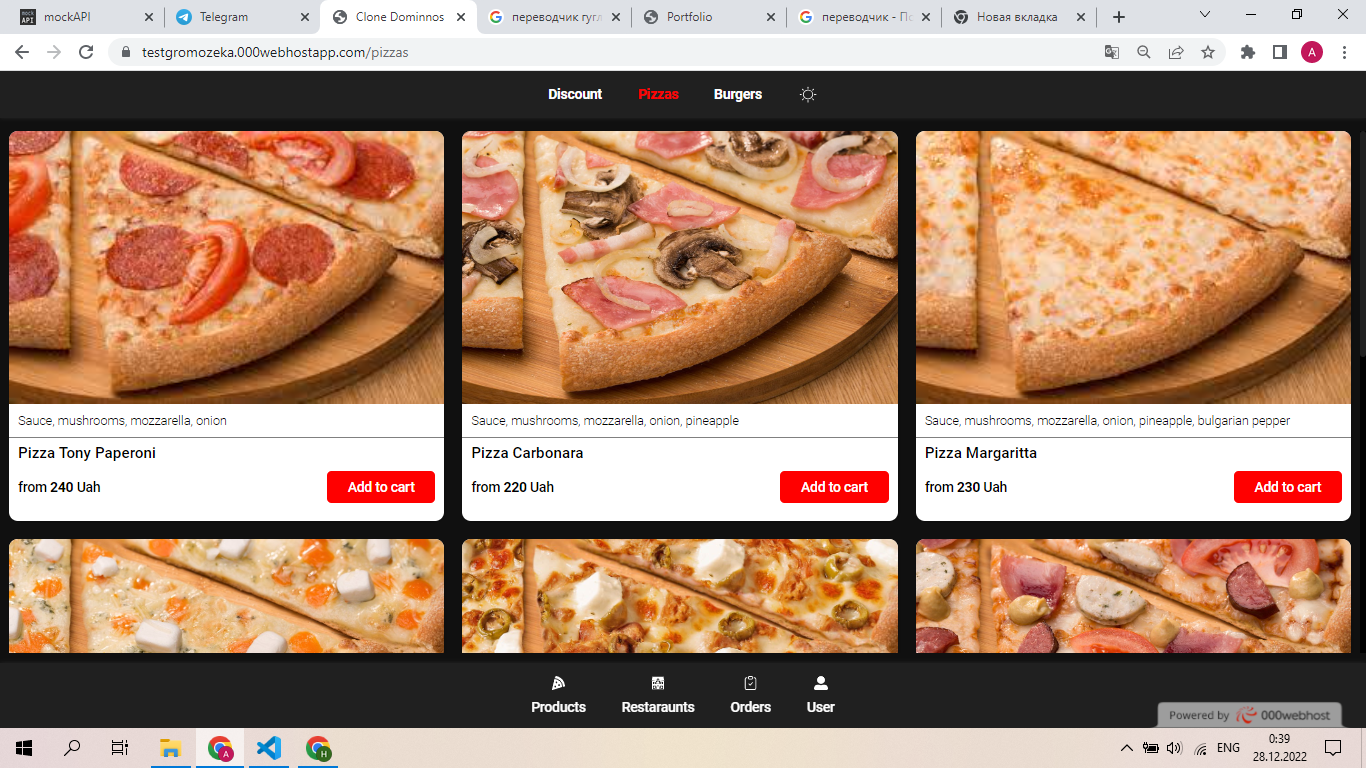 mock
API
mockAPI
Telegram
Clone Dominnos
переводчик гугл
Portfolio
переводчик - По
Новая вкладка
testgromozeka.000webhostapp.com/pizzas
A
Discount
Pizzas
Burgers
Sauce, mushrooms, mozzarella, onion
Pizza Tony Paperoni
from 240 Uah
Add to cart
Sauce, mushrooms, mozzarella, onion, pineapple
Pizza Carbonara
from 220 Uah
Add to cart
Sauce, mushrooms, mozzarella, onion, pineapple, bulgarian pepper
Pizza Margaritta
from 230 Uah
Add to cart
Products
Restaraunts
Orders
User
Powered by 000webhost
A
H
ENG
0:39
28.12.2022